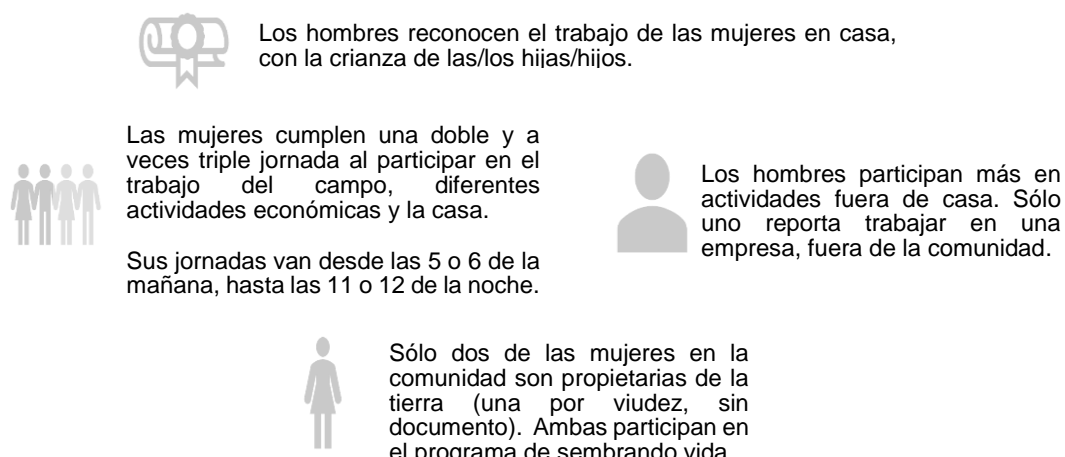 Los hombres reconocen el trabajo de las mujeres en casa,
con la crianza de las/los hijas/hijos.
Las mujeres cumplen una doble y a
veces triple jornada al participar en el
trabajo del campo, diferentes
actividades económicas y la casa.
Sus jornadas van desde las 5 o 6 de la
mañana, hasta las 11 o 12 de la noche.
Los hombres participan más en
actividades fuera de casa. Sólo
uno reporta trabajar en una
empresa, fuera de la comunidad.
Sólo dos de las mujeres en la
comunidad son propietarias de la
tierra (una por viudez, sin
documento). Ambas participan en
el programa de sembrando vida